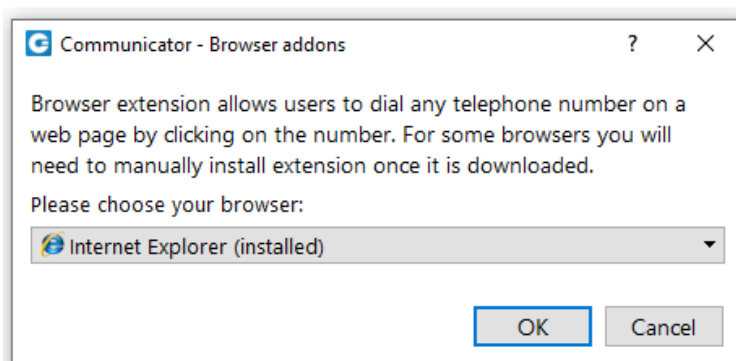 Communicator - Browser addons ?
Browser extension allows users to dial any telephone number on a
web page by clicking on the number. For some browsers you will
need to manually install extension once it is downloaded.
Please choose your browser:
Internet Explorer (installed)
OK Cancel